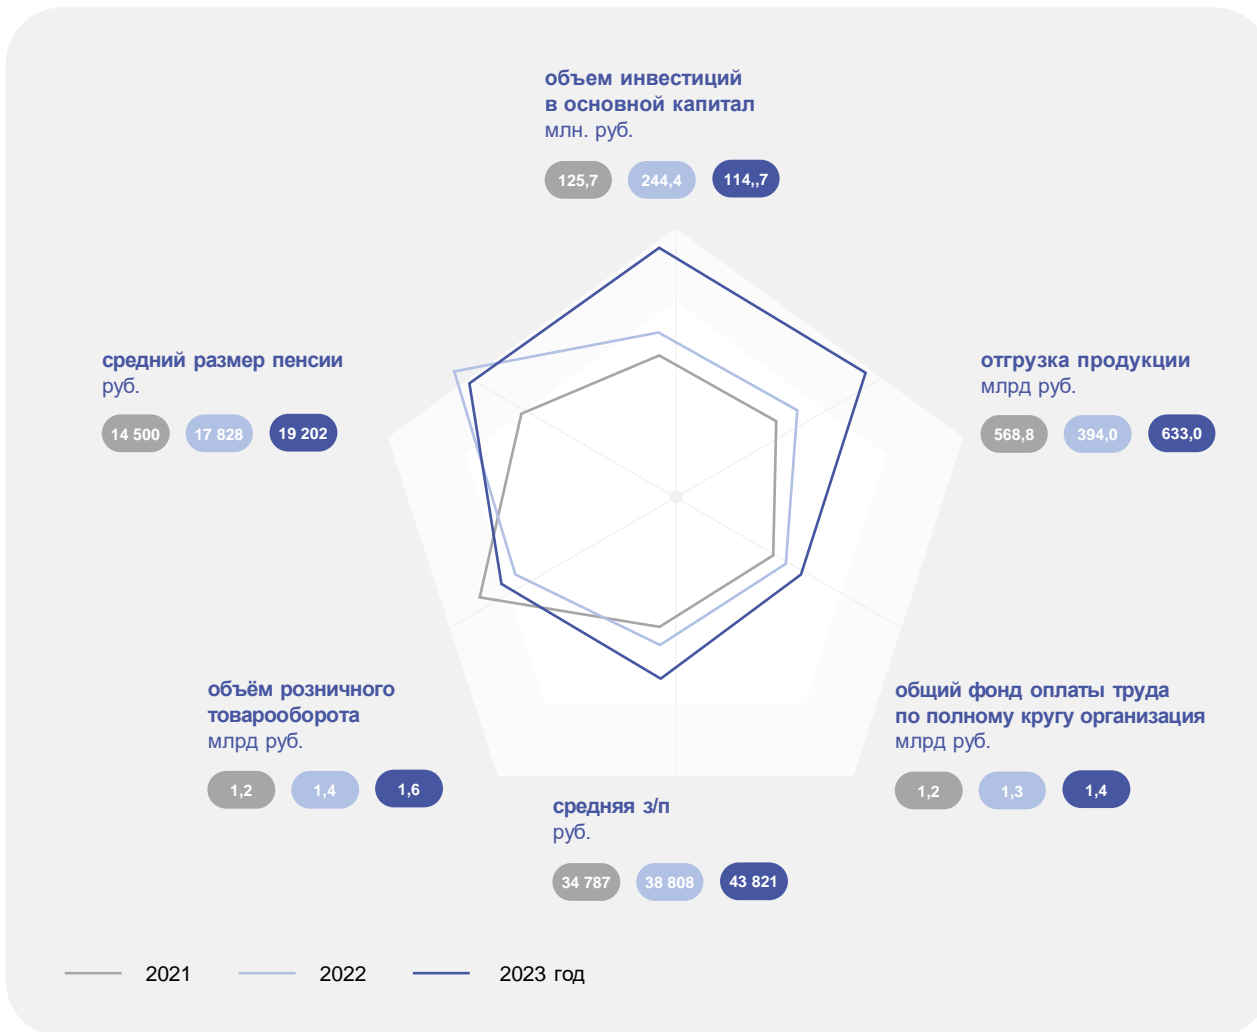 объем инвестиций
в основной капитал
млн. руб.
125,7 244,4 114,,7
средний размер пенсии
руб.
14 500 17 828 19 202
отгрузка продукции
млрд руб.
568,8 394,0 633,0
объём розничного
товарооборота
млрд руб.
1,2 1,4 1,6
общий фонд оплаты труда
по полному кругу организация
млрд руб.
1,2 1,3 1,4
средняя з/п
руб.
34 787 38 808 43 821
2021 2022 2023 год